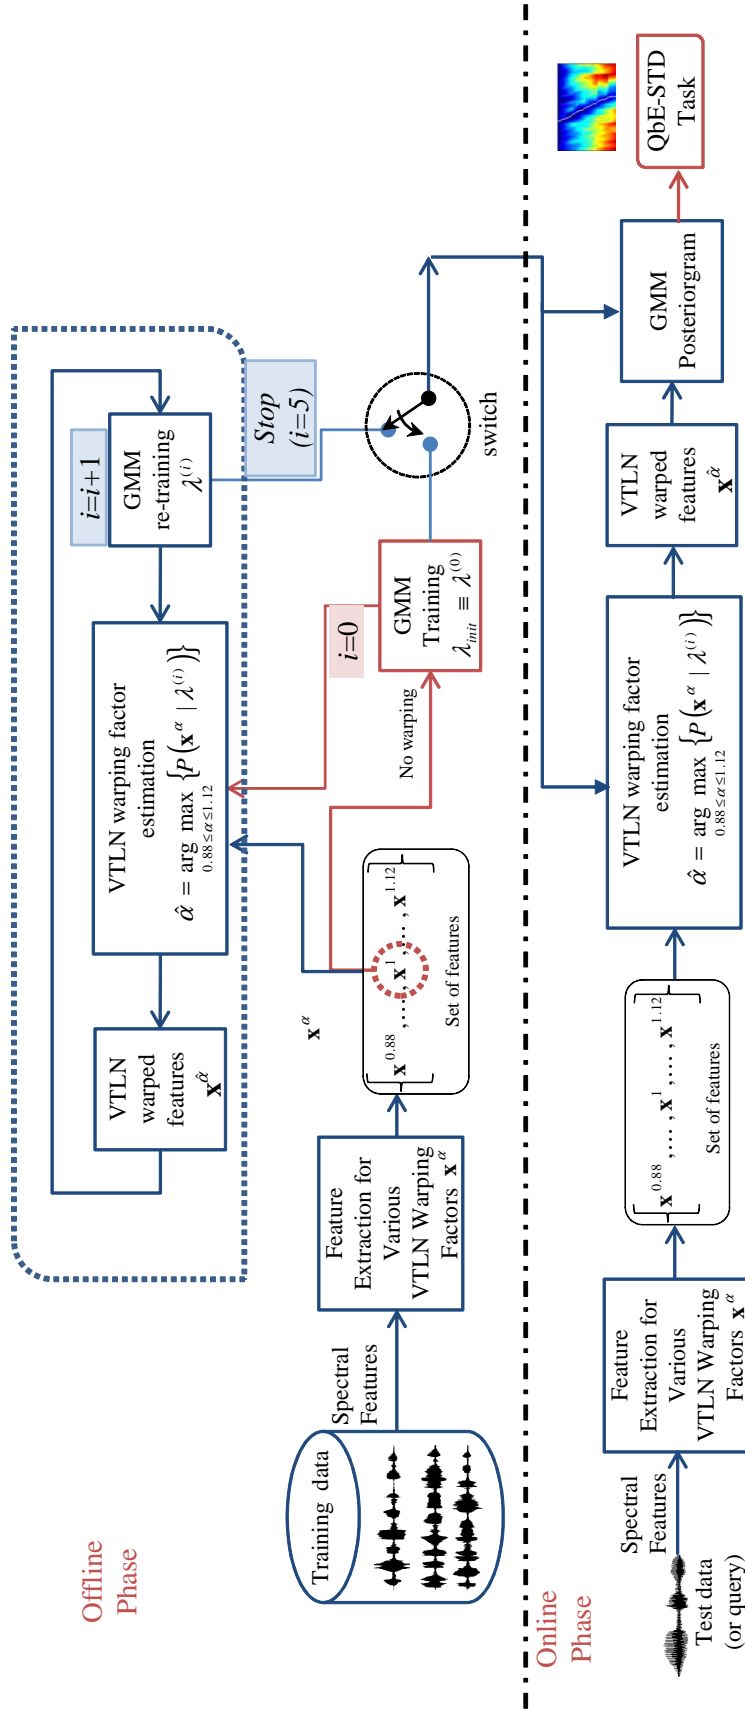 Offline
Phase
Training data
Spectral
Features
Feature
Extraction for
Various
VTLN Warping
Factors x^α
x^0.88 ,…, x^1 ,…, x^1.12
Set of features
x^α
No warping
GMM
Training
λ_init ≡ λ^(0)
i=0
VTLN warping factor
estimation
α̂ = arg max {P(x^α | λ^(i))}
0.88≤α≤1.12
VTLN
warped
features
x^α̂
i=i+1
GMM
re-training
λ^(i)
Stop
(i=5)
switch
Online
Phase
Test data
(or query)
Spectral
Features
Feature
Extraction for
Various
VTLN Warping
Factors x^α
x^0.88 ,…, x^1 ,…, x^1.12
Set of features
VTLN warping factor
estimation
α̂ = arg max {P(x^α | λ^(i))}
0.88≤α≤1.12
VTLN
warped
features
x^α̂
GMM
Posteriorgram
QbE-STD
Task